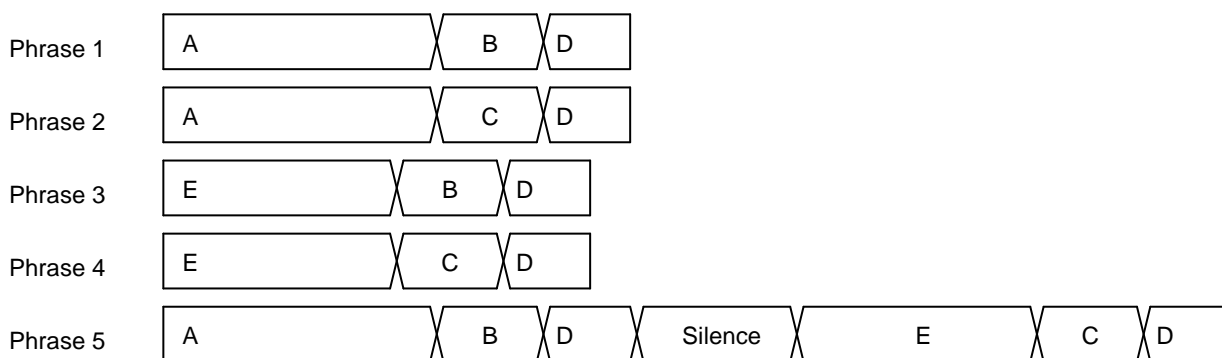 Phrase 1 A B D
Phrase 2 A C D
Phrase 3 E B D
Phrase 4 E C D
Phrase 5 A B D Silence E C D